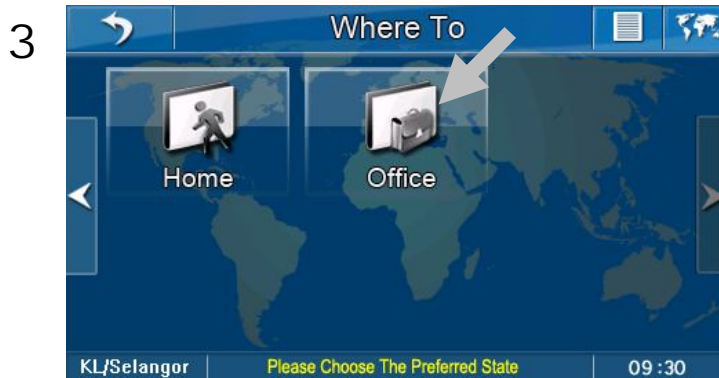 3
Where To
Home Office
KL/Selangor Please Choose The Preferred State 09:30